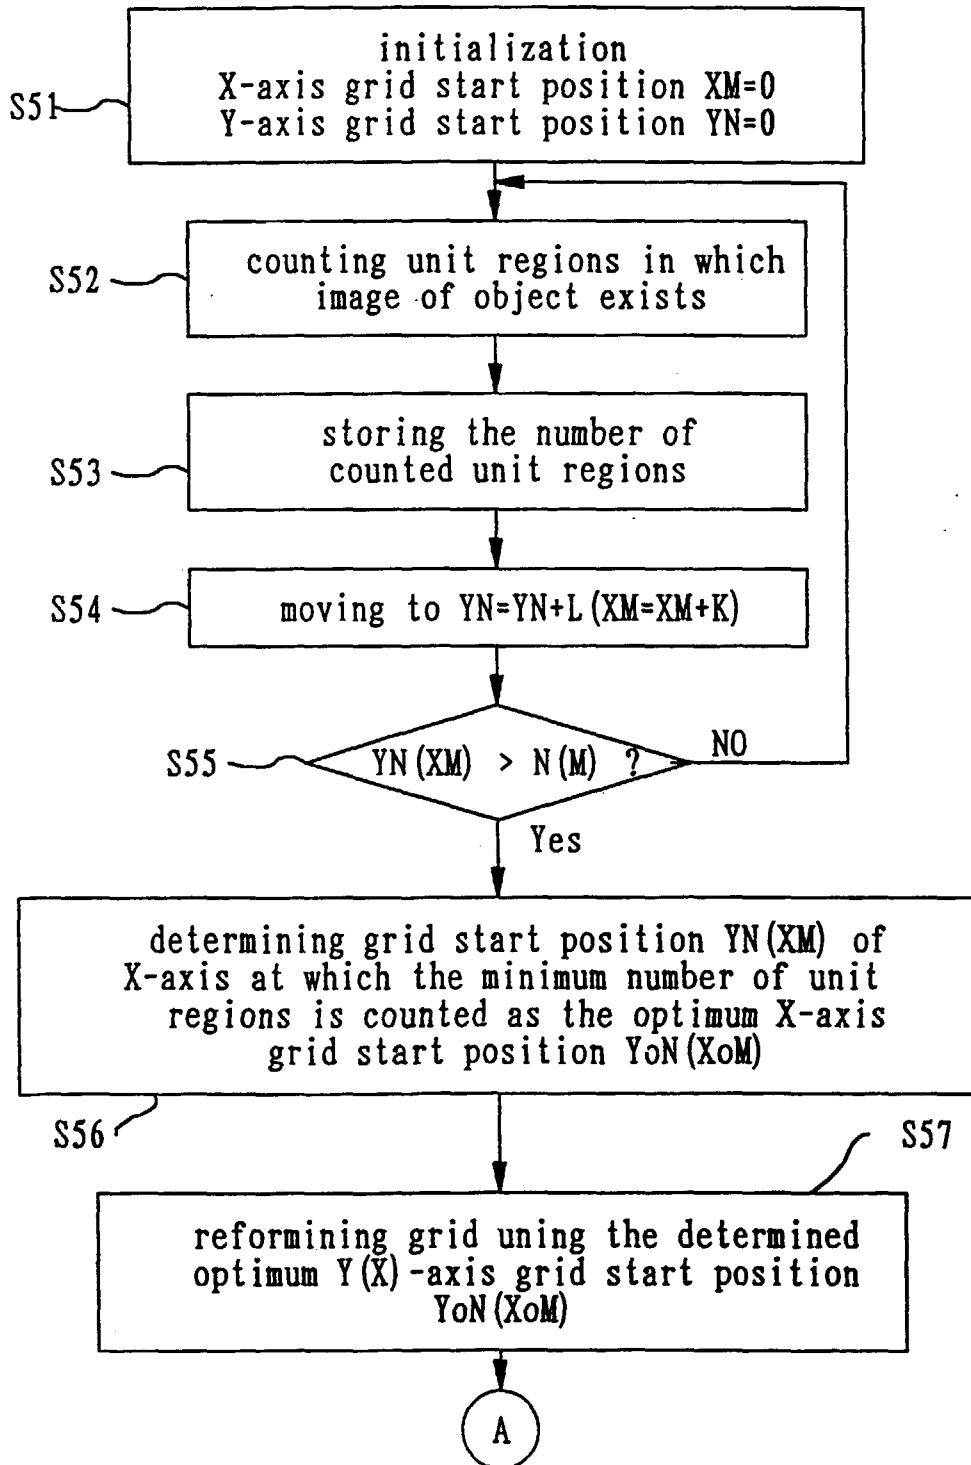 initialization
X-axis grid start position XM=0
Y-axis grid start position YN=0
S51
counting unit regions in which
image of object exists
S52
storing the number of
counted unit regions
S53
moving to YN=YN+L(XM=XM+K)
S54
YN(XM) > N(M) ?
S55
NO
Yes
determining grid start position YN(XM) of
X-axis at which the minimum number of unit
regions is counted as the optimum X-axis
grid start position YoN(XoM)
S56
S57
reformining grid uning the determined
optimum Y(X)-axis grid start position
YoN(XoM)
A